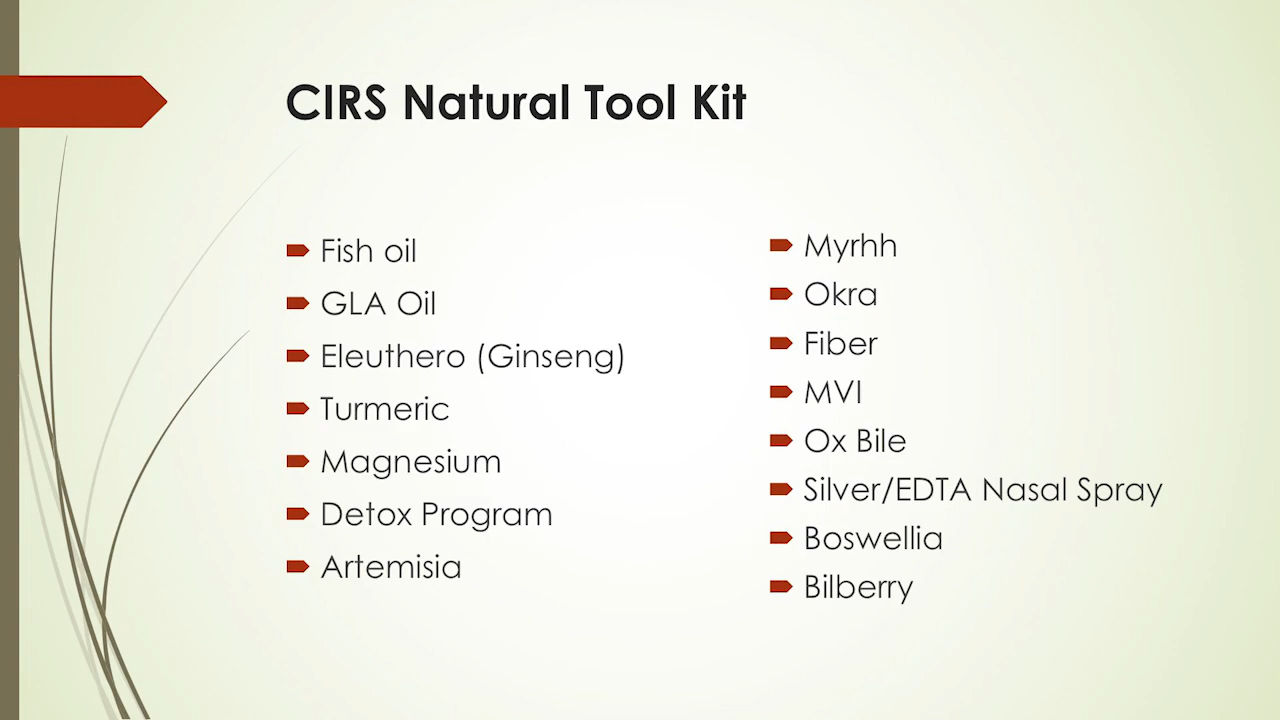 CIRS Natural Tool Kit
Fish oil
GLA Oil
Eleuthero (Ginseng)
Turmeric
Magnesium
Detox Program
Artemisia
Myrhh
Okra
Fiber
MVI
Ox Bile
Silver/EDTA Nasal Spray
Boswellia
Bilberry